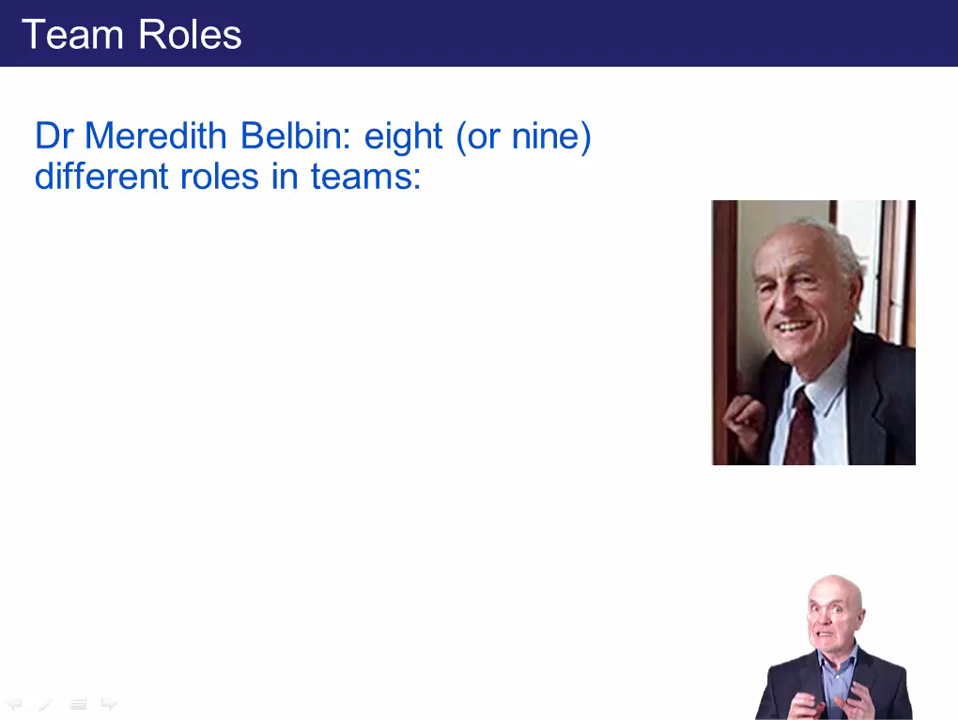 Team Roles
Dr Meredith Belbin: eight (or nine)
different roles in teams: